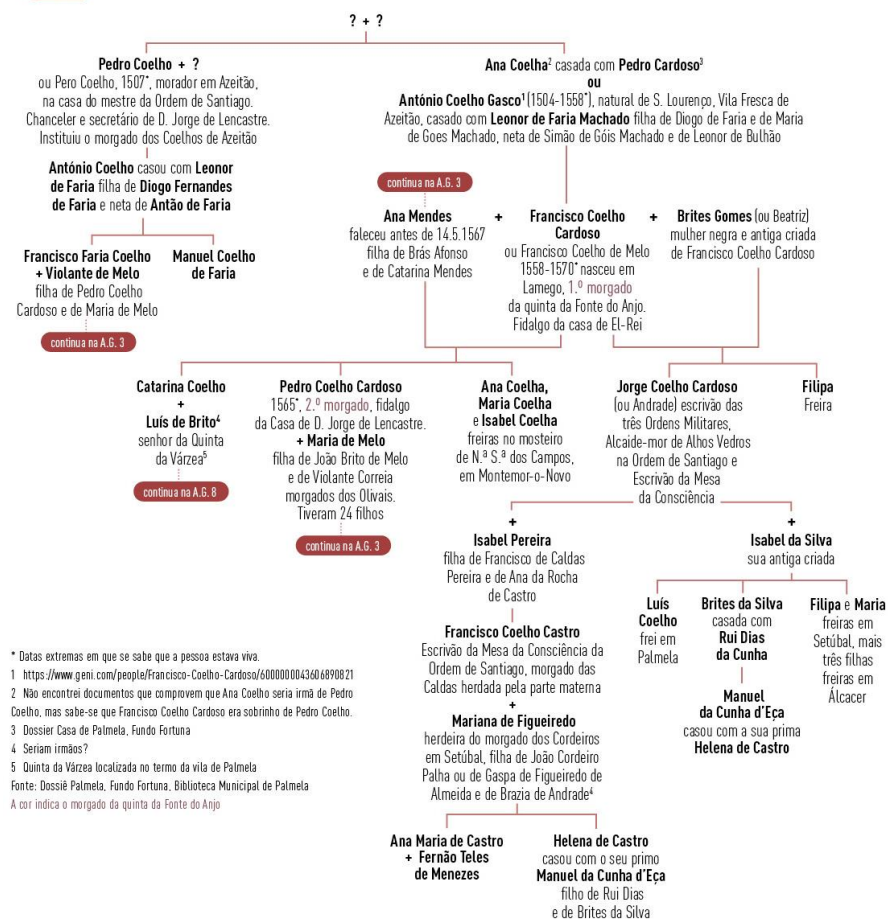 ? + ?
Pedro Coelho + ?
ou Pero Coelho, 1507*, morador em Azeitão,
na casa do mestre da Ordem de Santiago.
Chanceler e secretário de D. Jorge de Lencastre.
Instituiu o morgado dos Coelhos de Azeitão
António Coelho casou com Leonor
de Faria filha de Diogo Fernandes
de Faria e neta de Antão de Faria
Francisco Faria Coelho
+ Violante de Melo
filha de Pedro Coelho
Cardoso e de Maria de Melo
continua na A.G. 3
Manuel Coelho
de Faria
Ana Coelha² casada com Pedro Cardoso³
ou
António Coelho Gasco¹ (1504-1558*), natural de S. Lourenço, Vila Fresca de
Azeitão, casado com Leonor de Faria Machado filha de Diogo de Faria e de Maria
de Goes Machado, neta de Simão de Góis Machado e de Leonor de Bulhão
continua na A.G. 3
Ana Mendes
faleceu antes de 14.5.1567
filha de Brás Afonso
e de Catarina Mendes
+
Francisco Coelho
Cardoso
ou Francisco Coelho de Melo
1558-1570* nasceu em
Lamego, 1.º morgado
da quinta da Fonte do Anjo.
Fidalgo da casa de El-Rei
+
Brites Gomes (ou Beatriz)
mulher negra e antiga criada
de Francisco Coelho Cardoso
Catarina Coelho
+
Luís de Brito⁴
senhor da Quinta
da Várzea⁵
continua na A.G. 8
Pedro Coelho Cardoso
1565*, 2.º morgado, fidalgo
da Casa de D. Jorge de Lencastre.
+ Maria de Melo
filha de João Brito de Melo
e de Violante Correia
morgados dos Olivais.
Tiveram 24 filhos
continua na A.G. 3
Ana Coelha,
Maria Coelha
e Isabel Coelha
freiras no mosteiro
de N.ª S.ª dos Campos,
em Montemor-o-Novo
Jorge Coelho Cardoso
(ou Andrade) escrivão das
três Ordens Militares,
Alcaide-mor de Alhos Vedros
na Ordem de Santiago e
Escrivão da Mesa
da Consciência
Filipa
Freira
+
Isabel Pereira
filha de Francisco de Caldas
Pereira e de Ana da Rocha
de Castro
Francisco Coelho Castro
Escrivão da Mesa da Consciência da
Ordem de Santiago, morgado das
Caldas herdada pela parte materna
+
Mariana de Figueiredo
herdeira do morgado dos Cordeiros
em Setúbal, filha de João Cordeiro
Palha ou de Gaspa de Figueiredo de
Almeida e de Brazia de Andrade⁴
Ana Maria de Castro
+ Fernão Teles
de Menezes
Helena de Castro
casou com o seu primo
Manuel da Cunha d'Eça
filho de Rui Dias
e de Brites da Silva
+
Isabel da Silva
sua antiga criada
Luís
Coelho
frei em
Palmela
Brites da Silva
casada com
Rui Dias
da Cunha
Manuel
da Cunha d'Eça
casou com a sua prima
Helena de Castro
Filipa e Maria
freiras em
Setúbal, mais
três filhas
freiras em
Álcacer
* Datas extremas em que se sabe que a pessoa estava viva.
1 https://www.geni.com/people/Francisco-Coelho-Cardoso/6000000043606890821
2 Não encontrei documentos que comprovem que Ana Coelho seria irmã de Pedro
Coelho, mas sabe-se que Francisco Coelho Cardoso era sobrinho de Pedro Coelho.
3 Dossier Casa de Palmela, Fundo Fortuna
4 Seriam irmãos?
5 Quinta da Várzea localizada no termo da vila de Palmela
Fonte: Dossiê Palmela, Fundo Fortuna, Biblioteca Municipal de Palmela
A cor indica o morgado da quinta da Fonte do Anjo